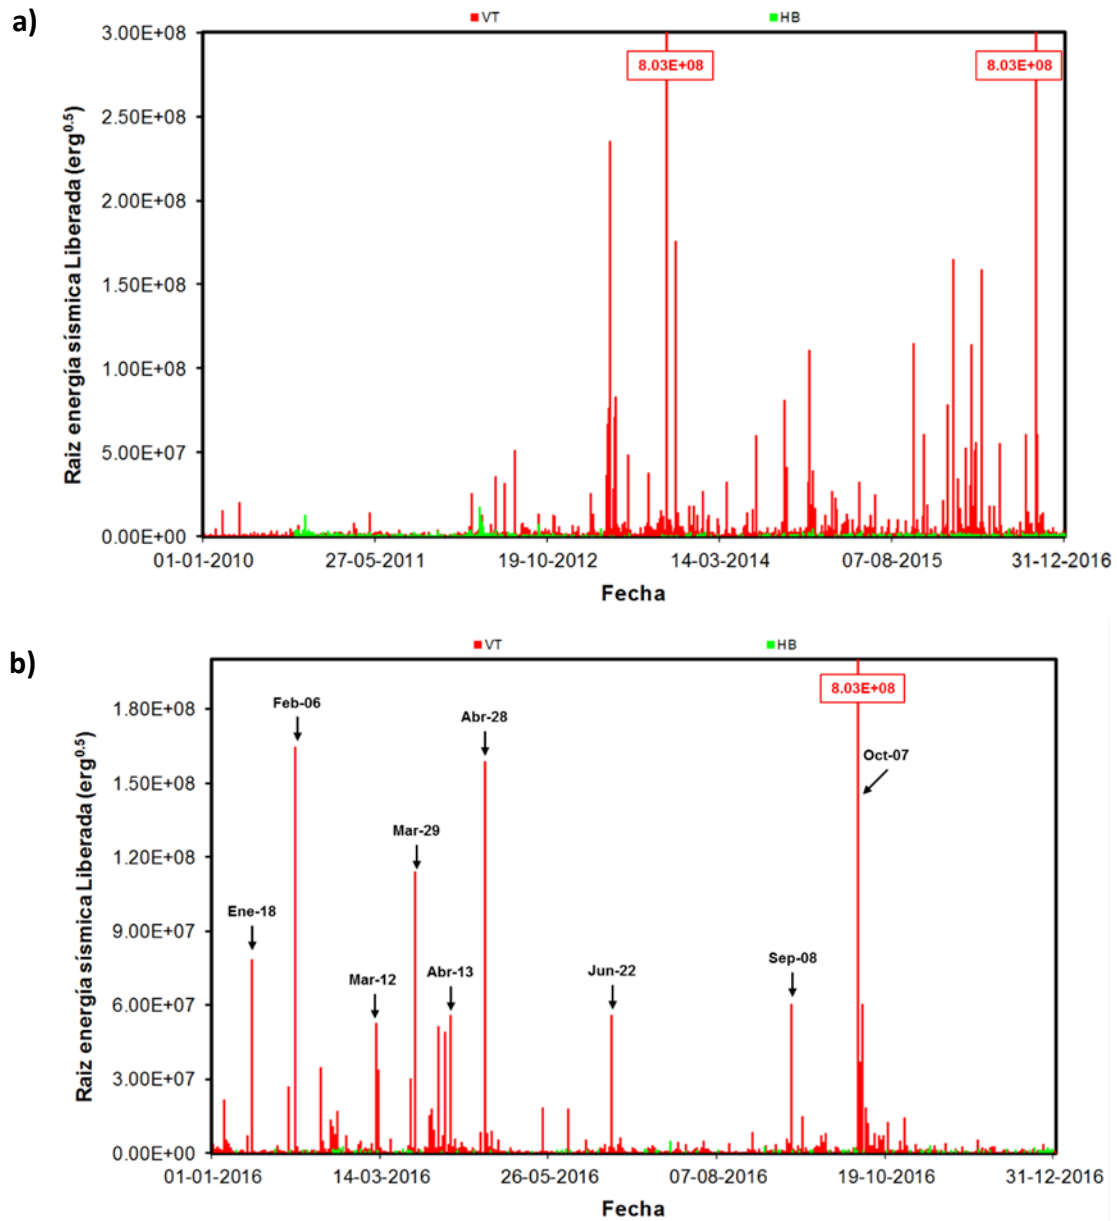 a)
VT HB
Raiz energía sísmica Liberada (erg^0.5)
3.00E+08
2.50E+08
2.00E+08
1.50E+08
1.00E+08
5.00E+07
0.00E+00
8.03E+08 8.03E+08
01-01-2010 27-05-2011 19-10-2012 14-03-2014 07-08-2015 31-12-2016
Fecha
b)
VT HB
Raiz energía sísmica Liberada (erg^0.5)
1.80E+08
1.50E+08
1.20E+08
9.00E+07
6.00E+07
3.00E+07
0.00E+00
8.03E+08
Feb-06
Abr-28
Oct-07
Mar-29
Ene-18
Mar-12
Abr-13
Jun-22
Sep-08
01-01-2016 14-03-2016 26-05-2016 07-08-2016 19-10-2016 31-12-2016
Fecha